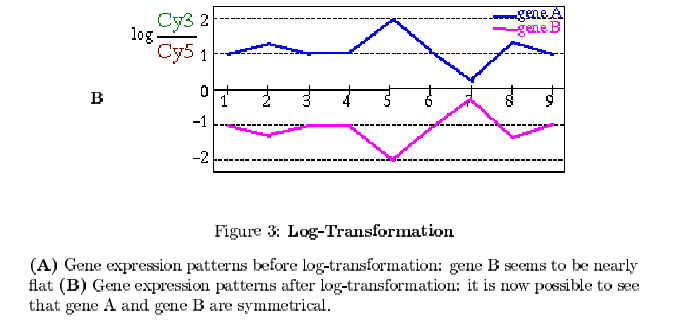 log Cy3/Cy5
2
gene A
gene B
1
0
1 2 3 4 5 6 7 8 9
B
-1
-2
Figure 3: Log-Transformation
(A) Gene expression patterns before log-transformation: gene B seems to be nearly
flat (B) Gene expression patterns after log-transformation: it is now possible to see
that gene A and gene B are symmetrical.